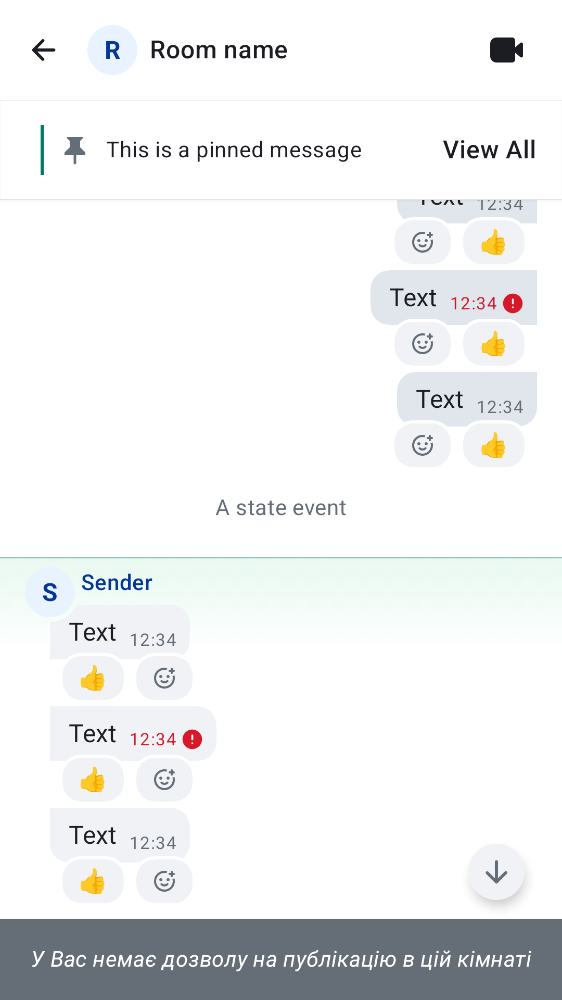 R Room name
This is a pinned message View All
Text 12:34
Text 12:34
Text 12:34
A state event
S Sender
Text 12:34
Text 12:34
Text 12:34
У Вас немає дозволу на публікацію в цій кімнаті